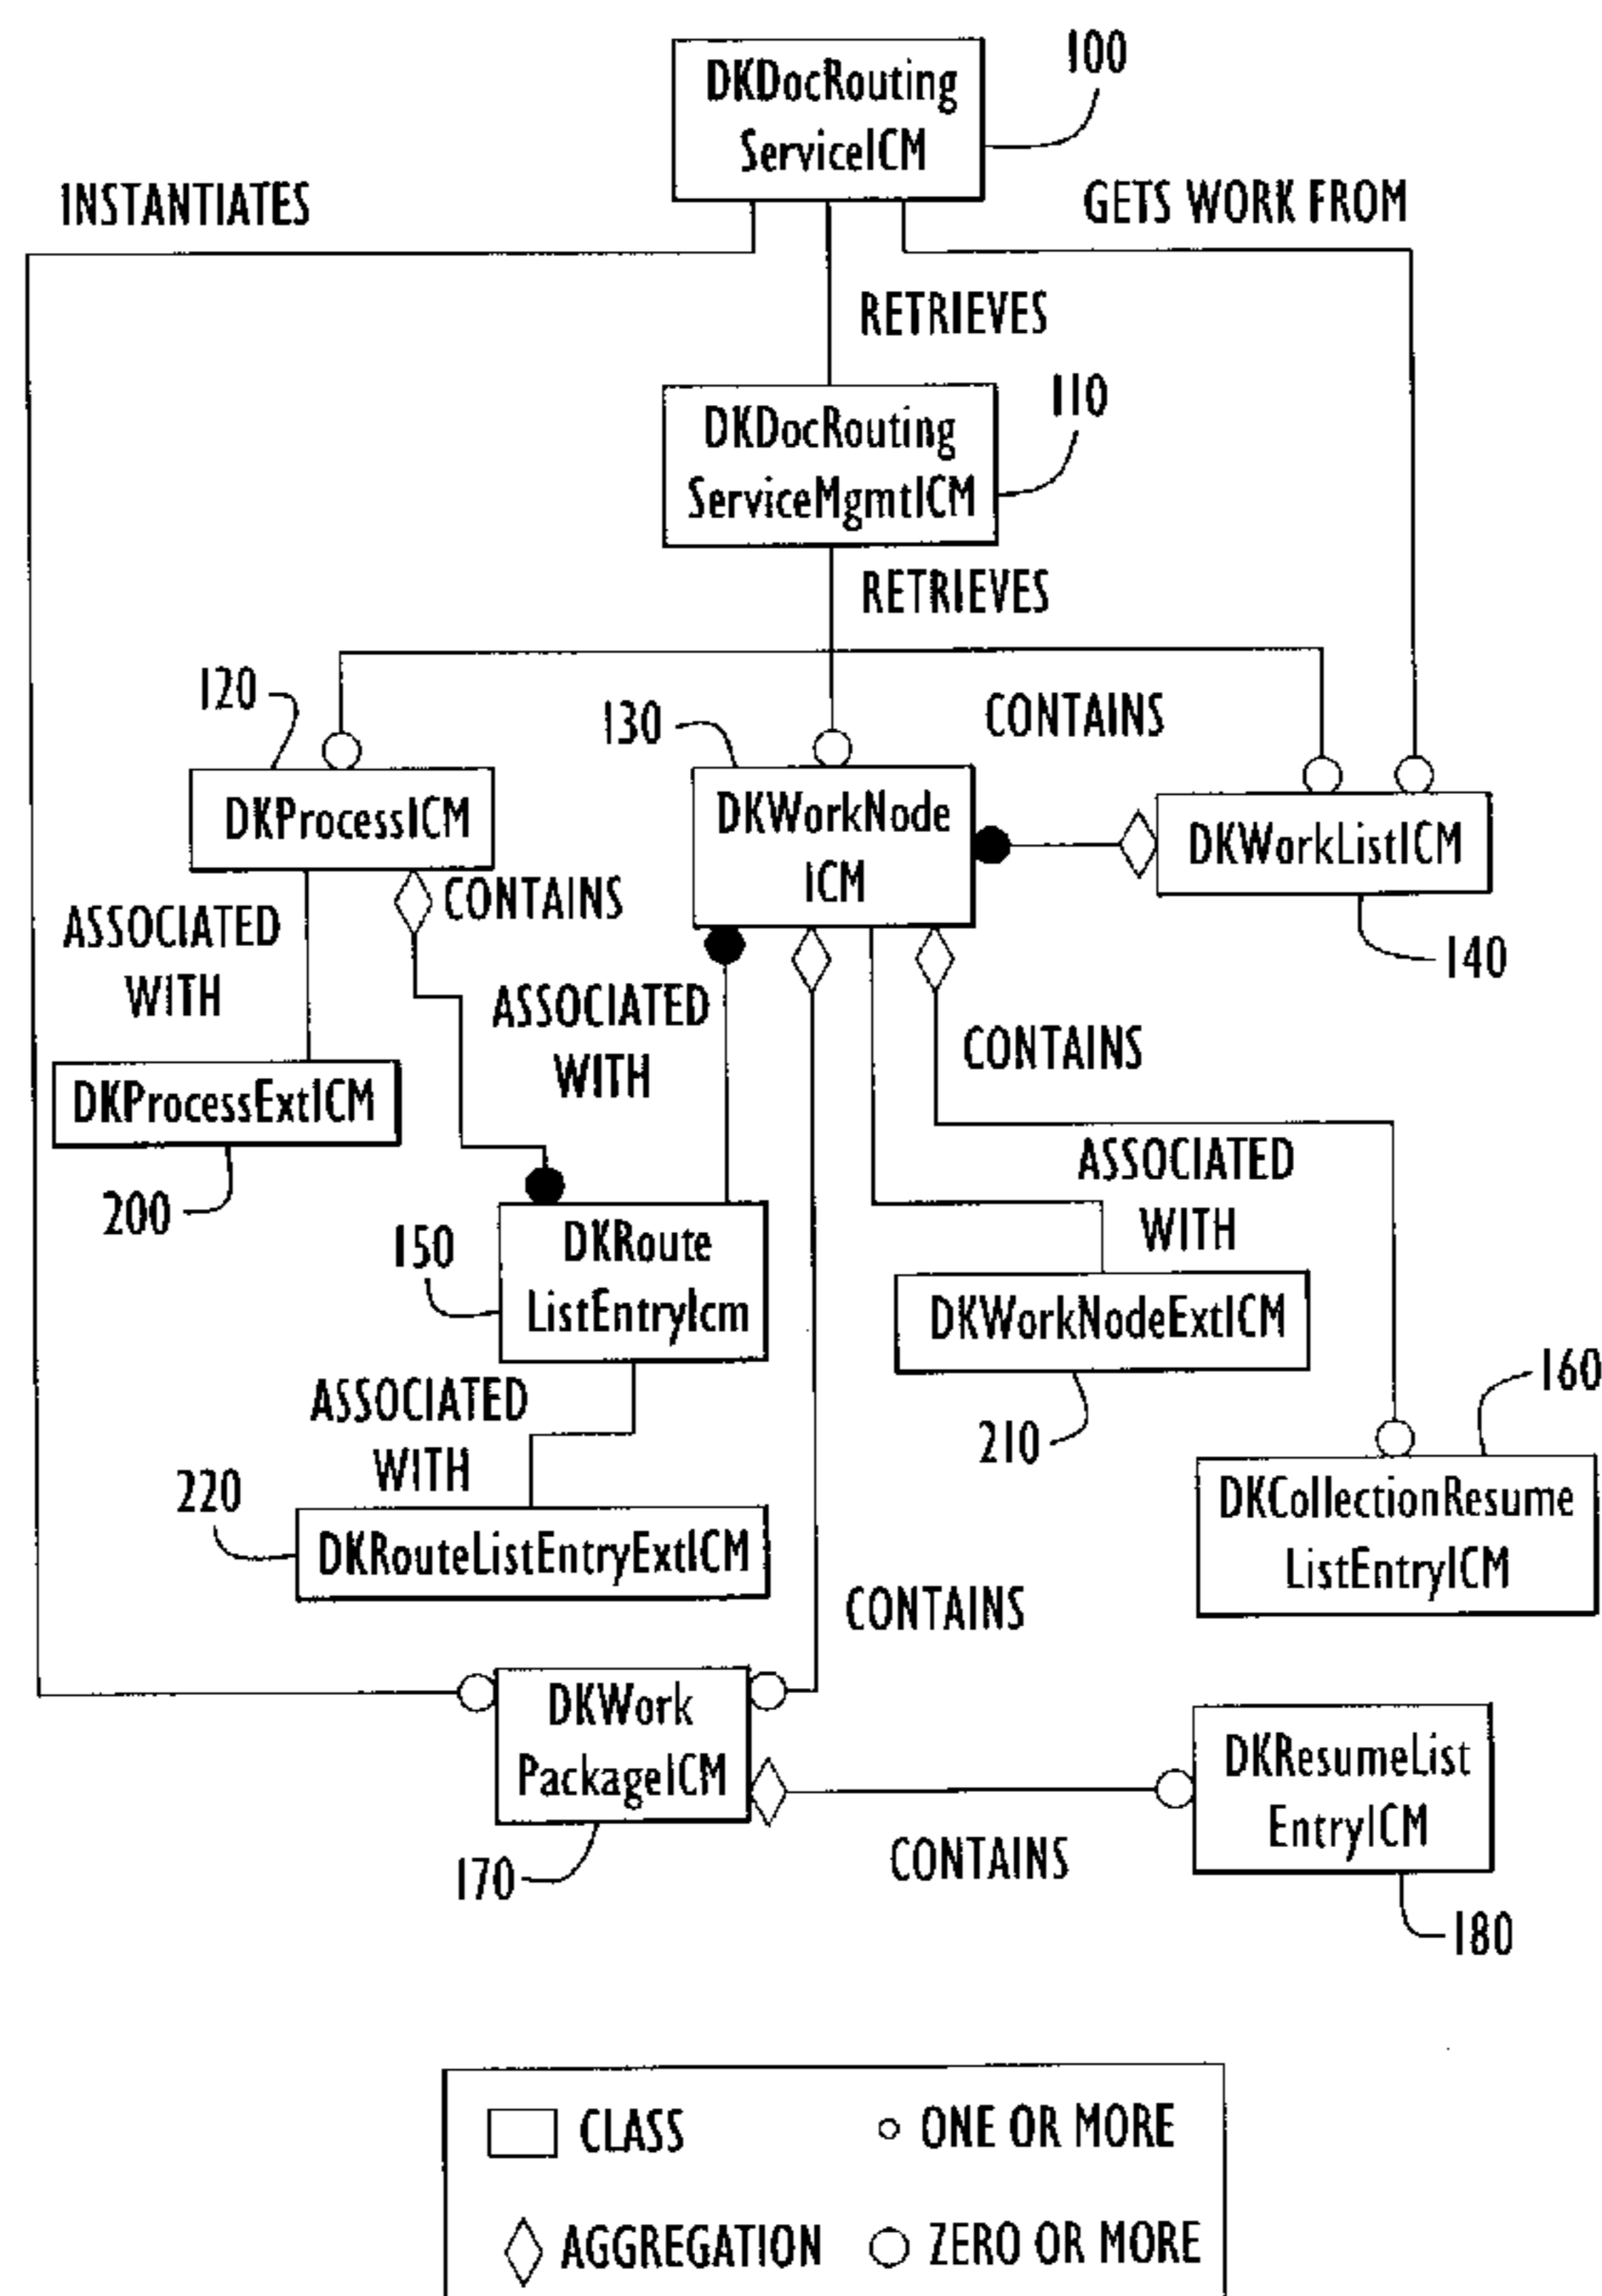 DKDocRouting
ServiceICM
100
INSTANTIATES
GETS WORK FROM
RETRIEVES
DKDocRouting
ServiceMgmtICM
110
RETRIEVES
120
130
CONTAINS
DKProcessICM
DKWorkNode
ICM
DKWorkListICM
140
ASSOCIATED
WITH
CONTAINS
ASSOCIATED
WITH
CONTAINS
DKProcessExtICM
200
ASSOCIATED
WITH
150
DKRoute
ListEntryIcm
DKWorkNodeExtICM
210
160
ASSOCIATED
WITH
220
DKRouteListEntryExtICM
DKCollectionResume
ListEntryICM
CONTAINS
DKWork
PackageICM
170
CONTAINS
DKResumeList
EntryICM
180
CLASS
ONE OR MORE
AGGREGATION
ZERO OR MORE